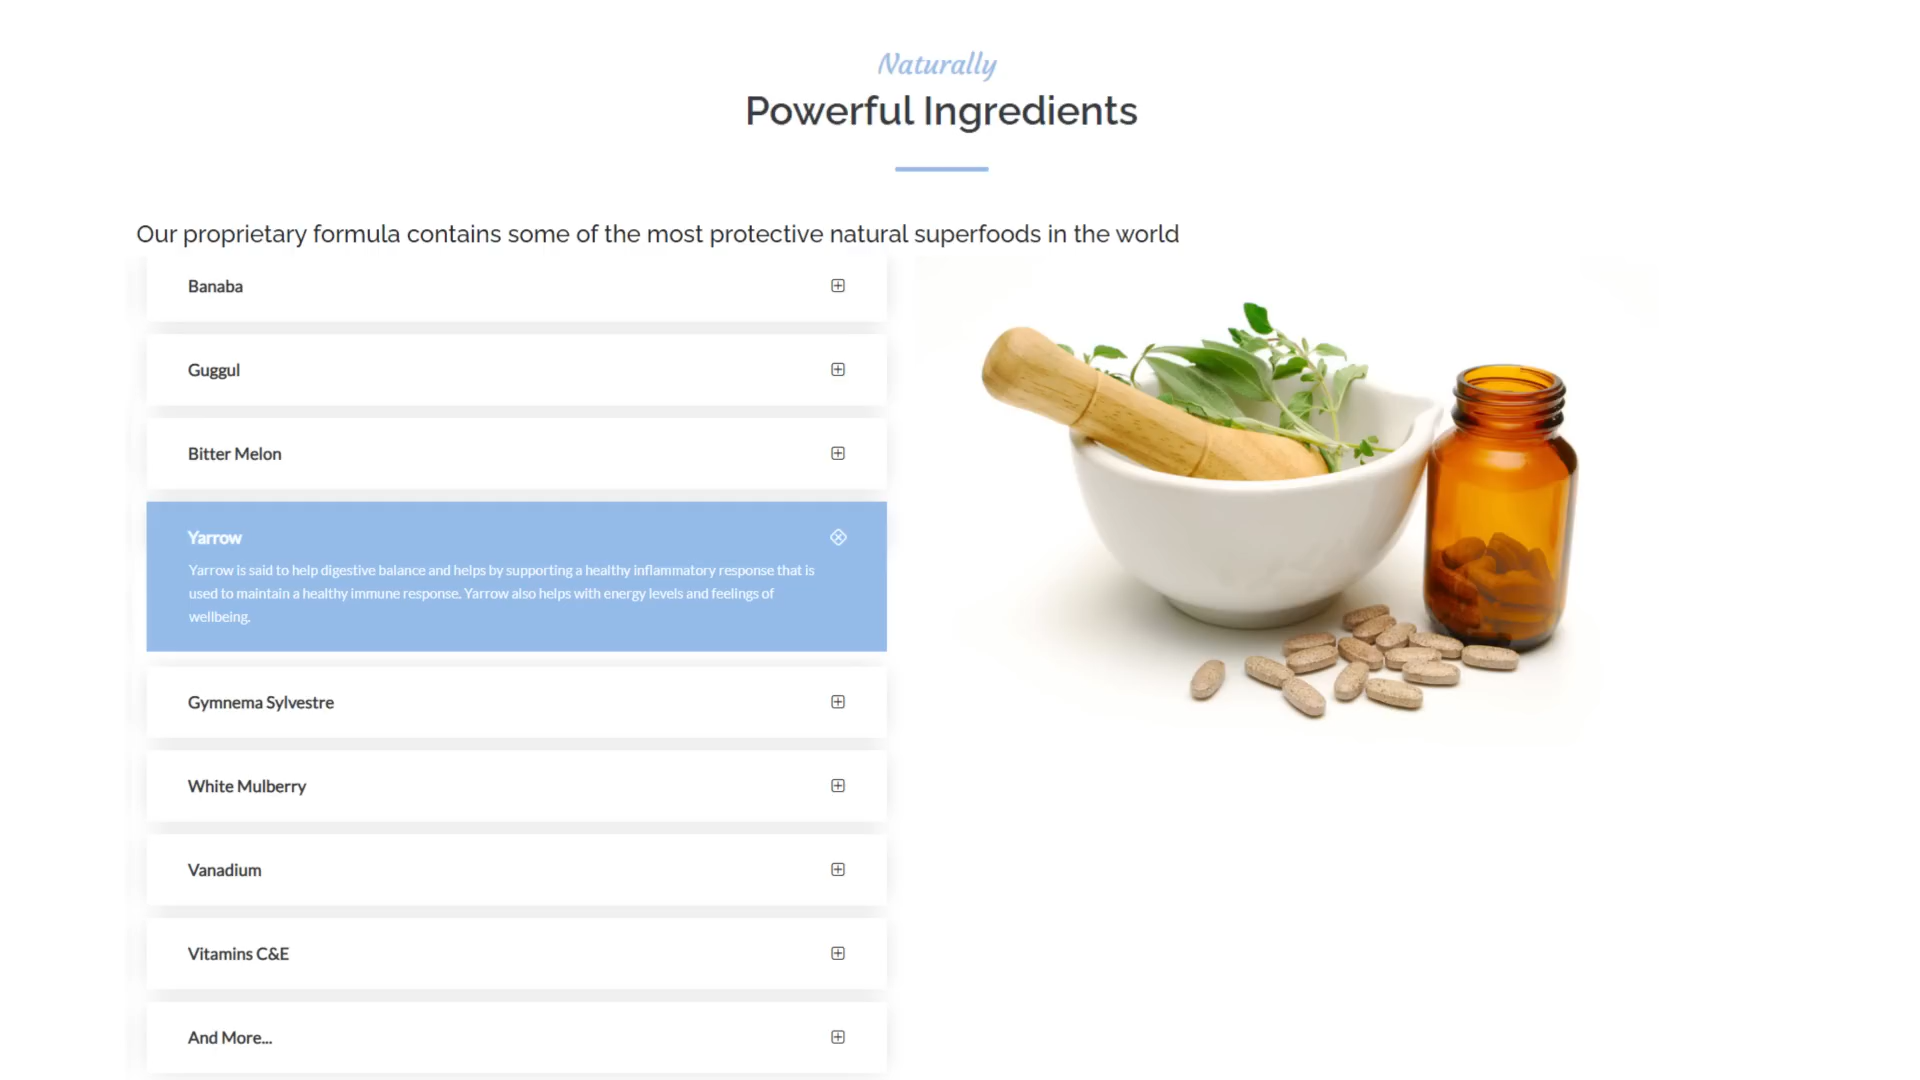 Naturally
Powerful Ingredients
Our proprietary formula contains some of the most protective natural superfoods in the world
Banaba
Guggul
Bitter Melon
Yarrow
Yarrow is said to help digestive balance and helps by supporting a healthy inflammatory response that is
used to maintain a healthy immune response. Yarrow also helps with energy levels and feelings of
wellbeing.
Gymnema Sylvestre
White Mulberry
Vanadium
Vitamins C&E
And More...